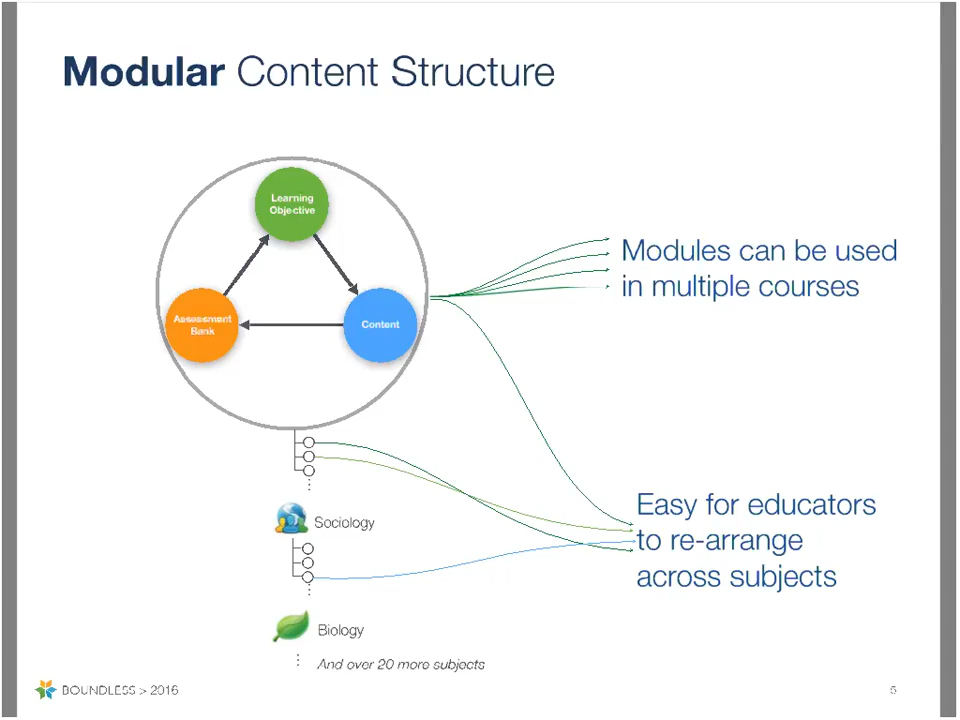 Modular Content Structure
Learning
Objective
Assessment
Bank
Content
Modules can be used
in multiple courses
Sociology
Easy for educators
to re-arrange
across subjects
Biology
And over 20 more subjects
BOUNDLESS > 2016
5